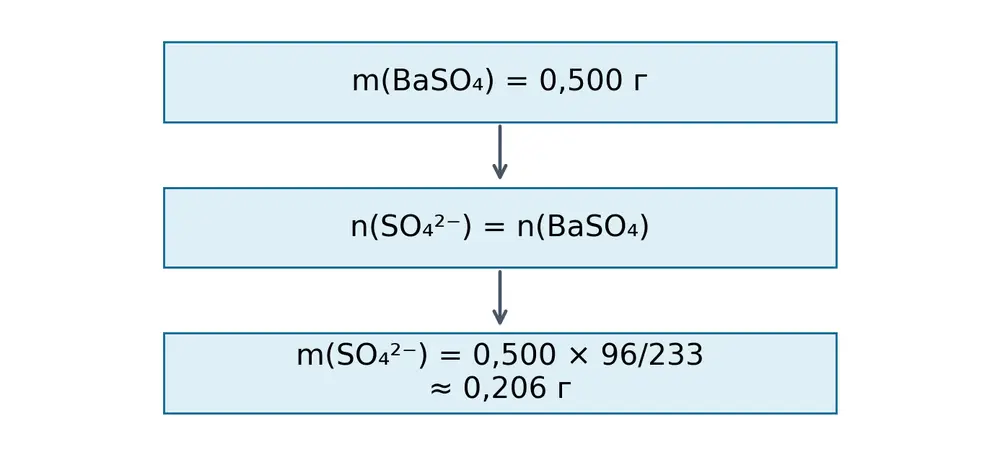 m(BaSO₄) = 0,500 г
n(SO₄²⁻) = n(BaSO₄)
m(SO₄²⁻) = 0,500 × 96/233
≈ 0,206 г